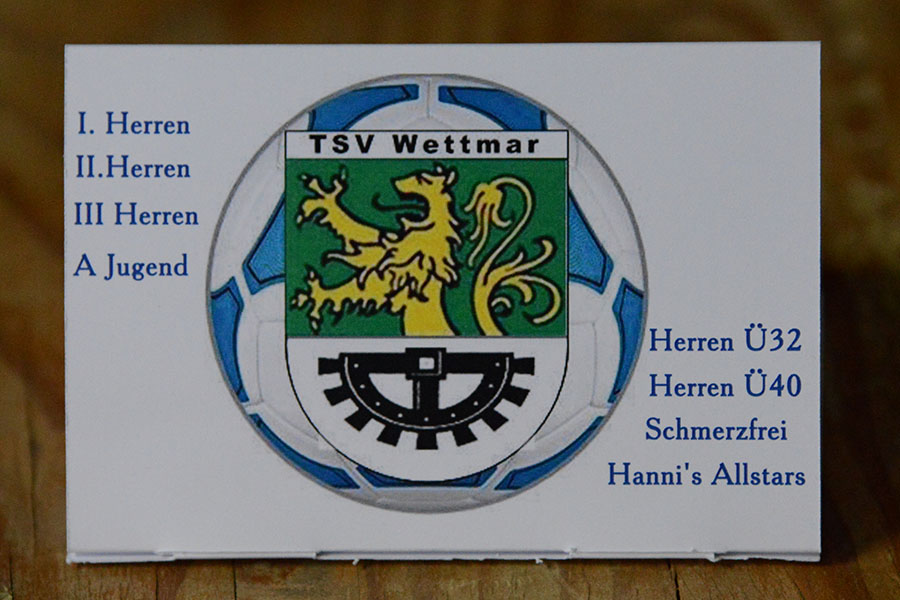 TSV Wettmar
I. Herren
II.Herren
III Herren
A Jugend
Herren Ü32
Herren Ü40
Schmerzfrei
Hanni's Allstars